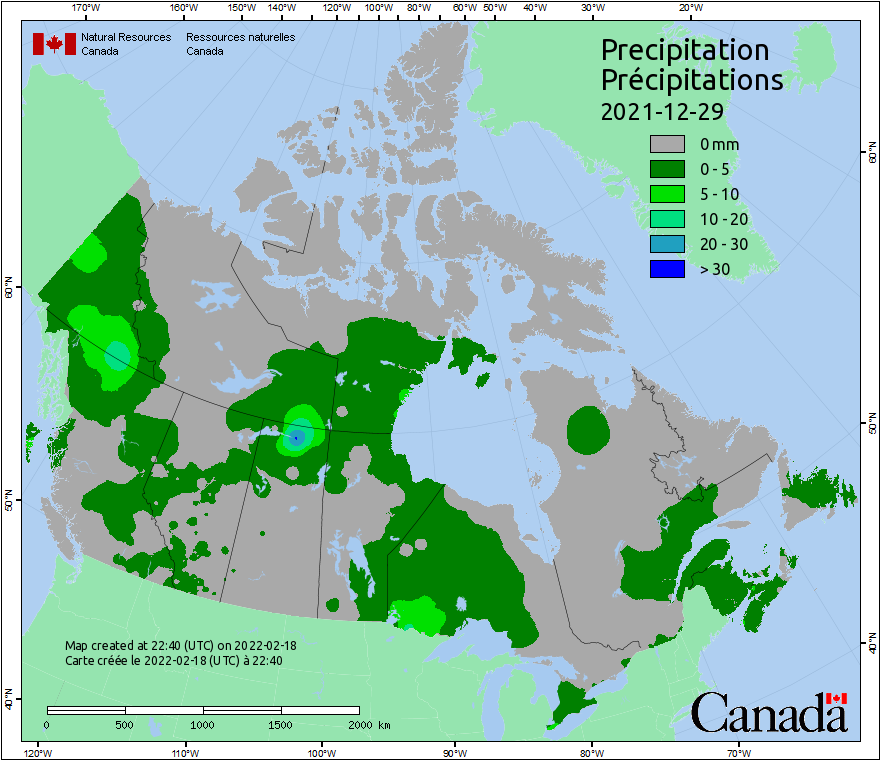 170°W 160°W 150°W 140°W 130°W 120°W 110°W 100°W 90°W 80°W 70°W 60°W 50°W 40°W 30°W 20°W
Natural Resources Ressources naturelles
Canada Canada
Precipitation
Précipitations
2021-12-29
0 mm
0 - 5
5 - 10
10 - 20
20 - 30
> 30
60°N 60°N
50°N 50°N
40°N 40°N
Map created at 22:40 (UTC) on 2022-02-18
Carte créée le 2022-02-18 (UTC) à 22:40
0 500 1000 1500 2000 km
Canada
120°W 110°W 100°W 90°W 80°W 70°W